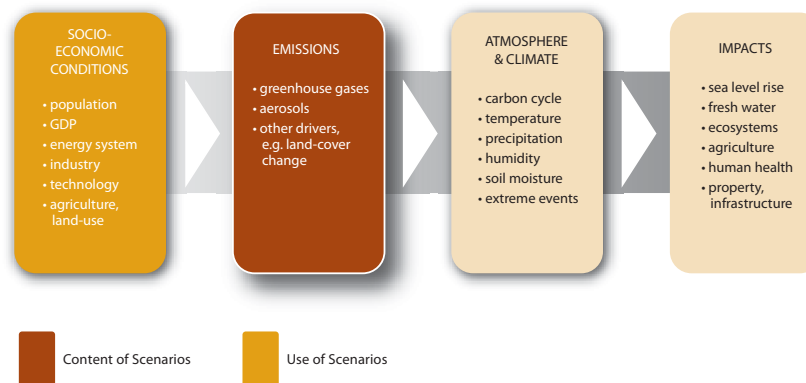 SOCIO-
ECONOMIC
CONDITIONS
• population
• GDP
• energy system
• industry
• technology
• agriculture,
land-use
EMISSIONS
• greenhouse gases
• aerosols
• other drivers,
e.g. land-cover
change
ATMOSPHERE
& CLIMATE
• carbon cycle
• temperature
• precipitation
• humidity
• soil moisture
• extreme events
IMPACTS
• sea level rise
• fresh water
• ecosystems
• agriculture
• human health
• property,
infrastructure
Content of Scenarios
Use of Scenarios